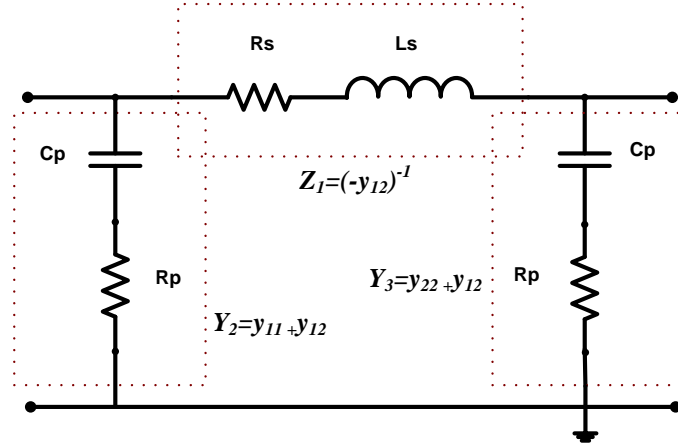 Rs Ls
Cp Cp
Z1=(-y12)-1
Rp Y3=y22 +y12 Rp
Y2=y11 +y12